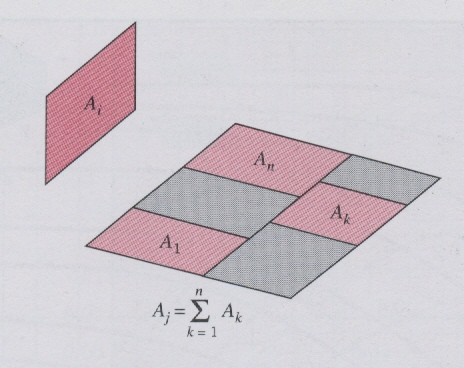 A_i
A_n
A_k
A_1
A_j = \sum_{k=1}^{n} A_k